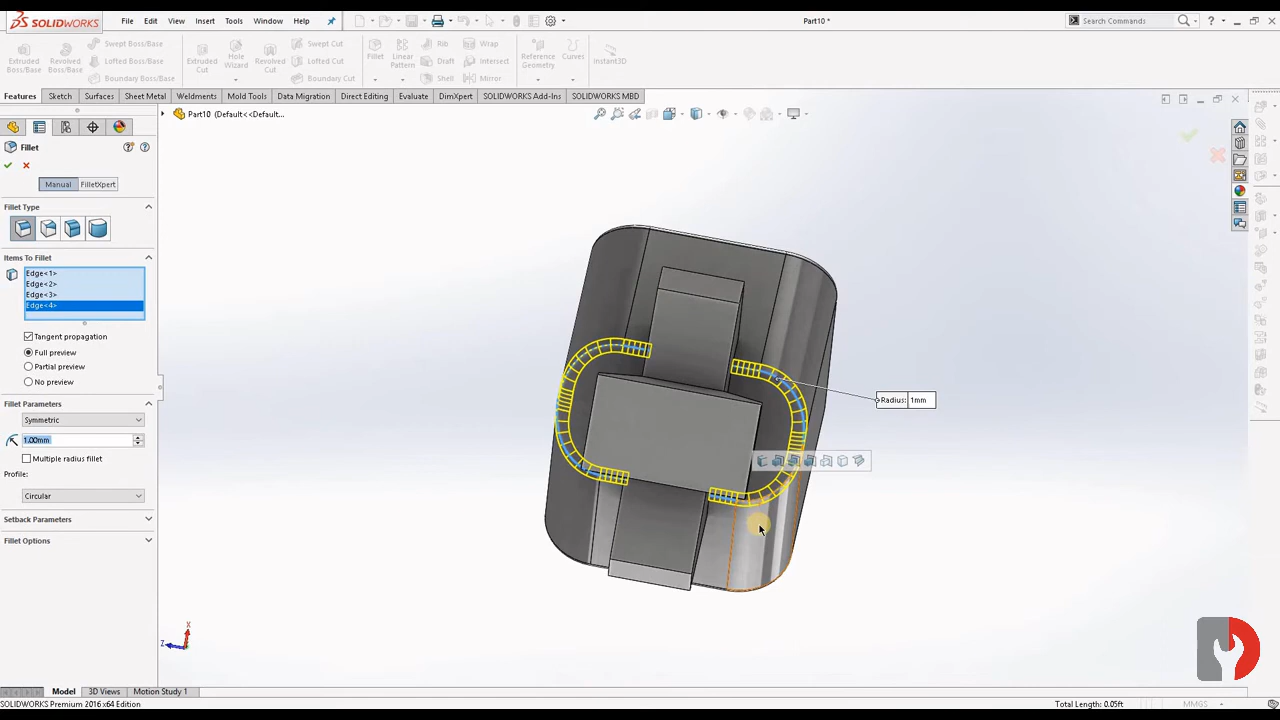 SOLIDWORKS
File Edit View Insert Tools Window Help
Part10 *
Search Commands
Extruded Boss/Base
Revolved Boss/Base
Swept Boss/Base
Lofted Boss/Base
Boundary Boss/Base
Extruded Cut
Hole Wizard
Revolved Cut
Swept Cut
Lofted Cut
Boundary Cut
Fillet
Linear Pattern
Rib
Draft
Shell
Wrap
Intersect
Mirror
Reference Geometry
Curves
Instant3D
Features Sketch Surfaces Sheet Metal Weldments Mold Tools Data Migration Direct Editing Evaluate DimXpert SOLIDWORKS Add-Ins SOLIDWORKS MBD
Part10 (Default<<Default...
Fillet
Manual FilletXpert
Fillet Type
Items To Fillet
Edge<1>
Edge<2>
Edge<3>
Edge<4>
Tangent propagation
Full preview
Partial preview
No preview
Fillet Parameters
Symmetric
1.00mm
Multiple radius fillet
Profile:
Circular
Setback Parameters
Fillet Options
Radius: 1mm
X
Z
Model 3D Views Motion Study 1
SOLIDWORKS Premium 2016 x64 Edition
Total Length: 0.05ft
MMGS